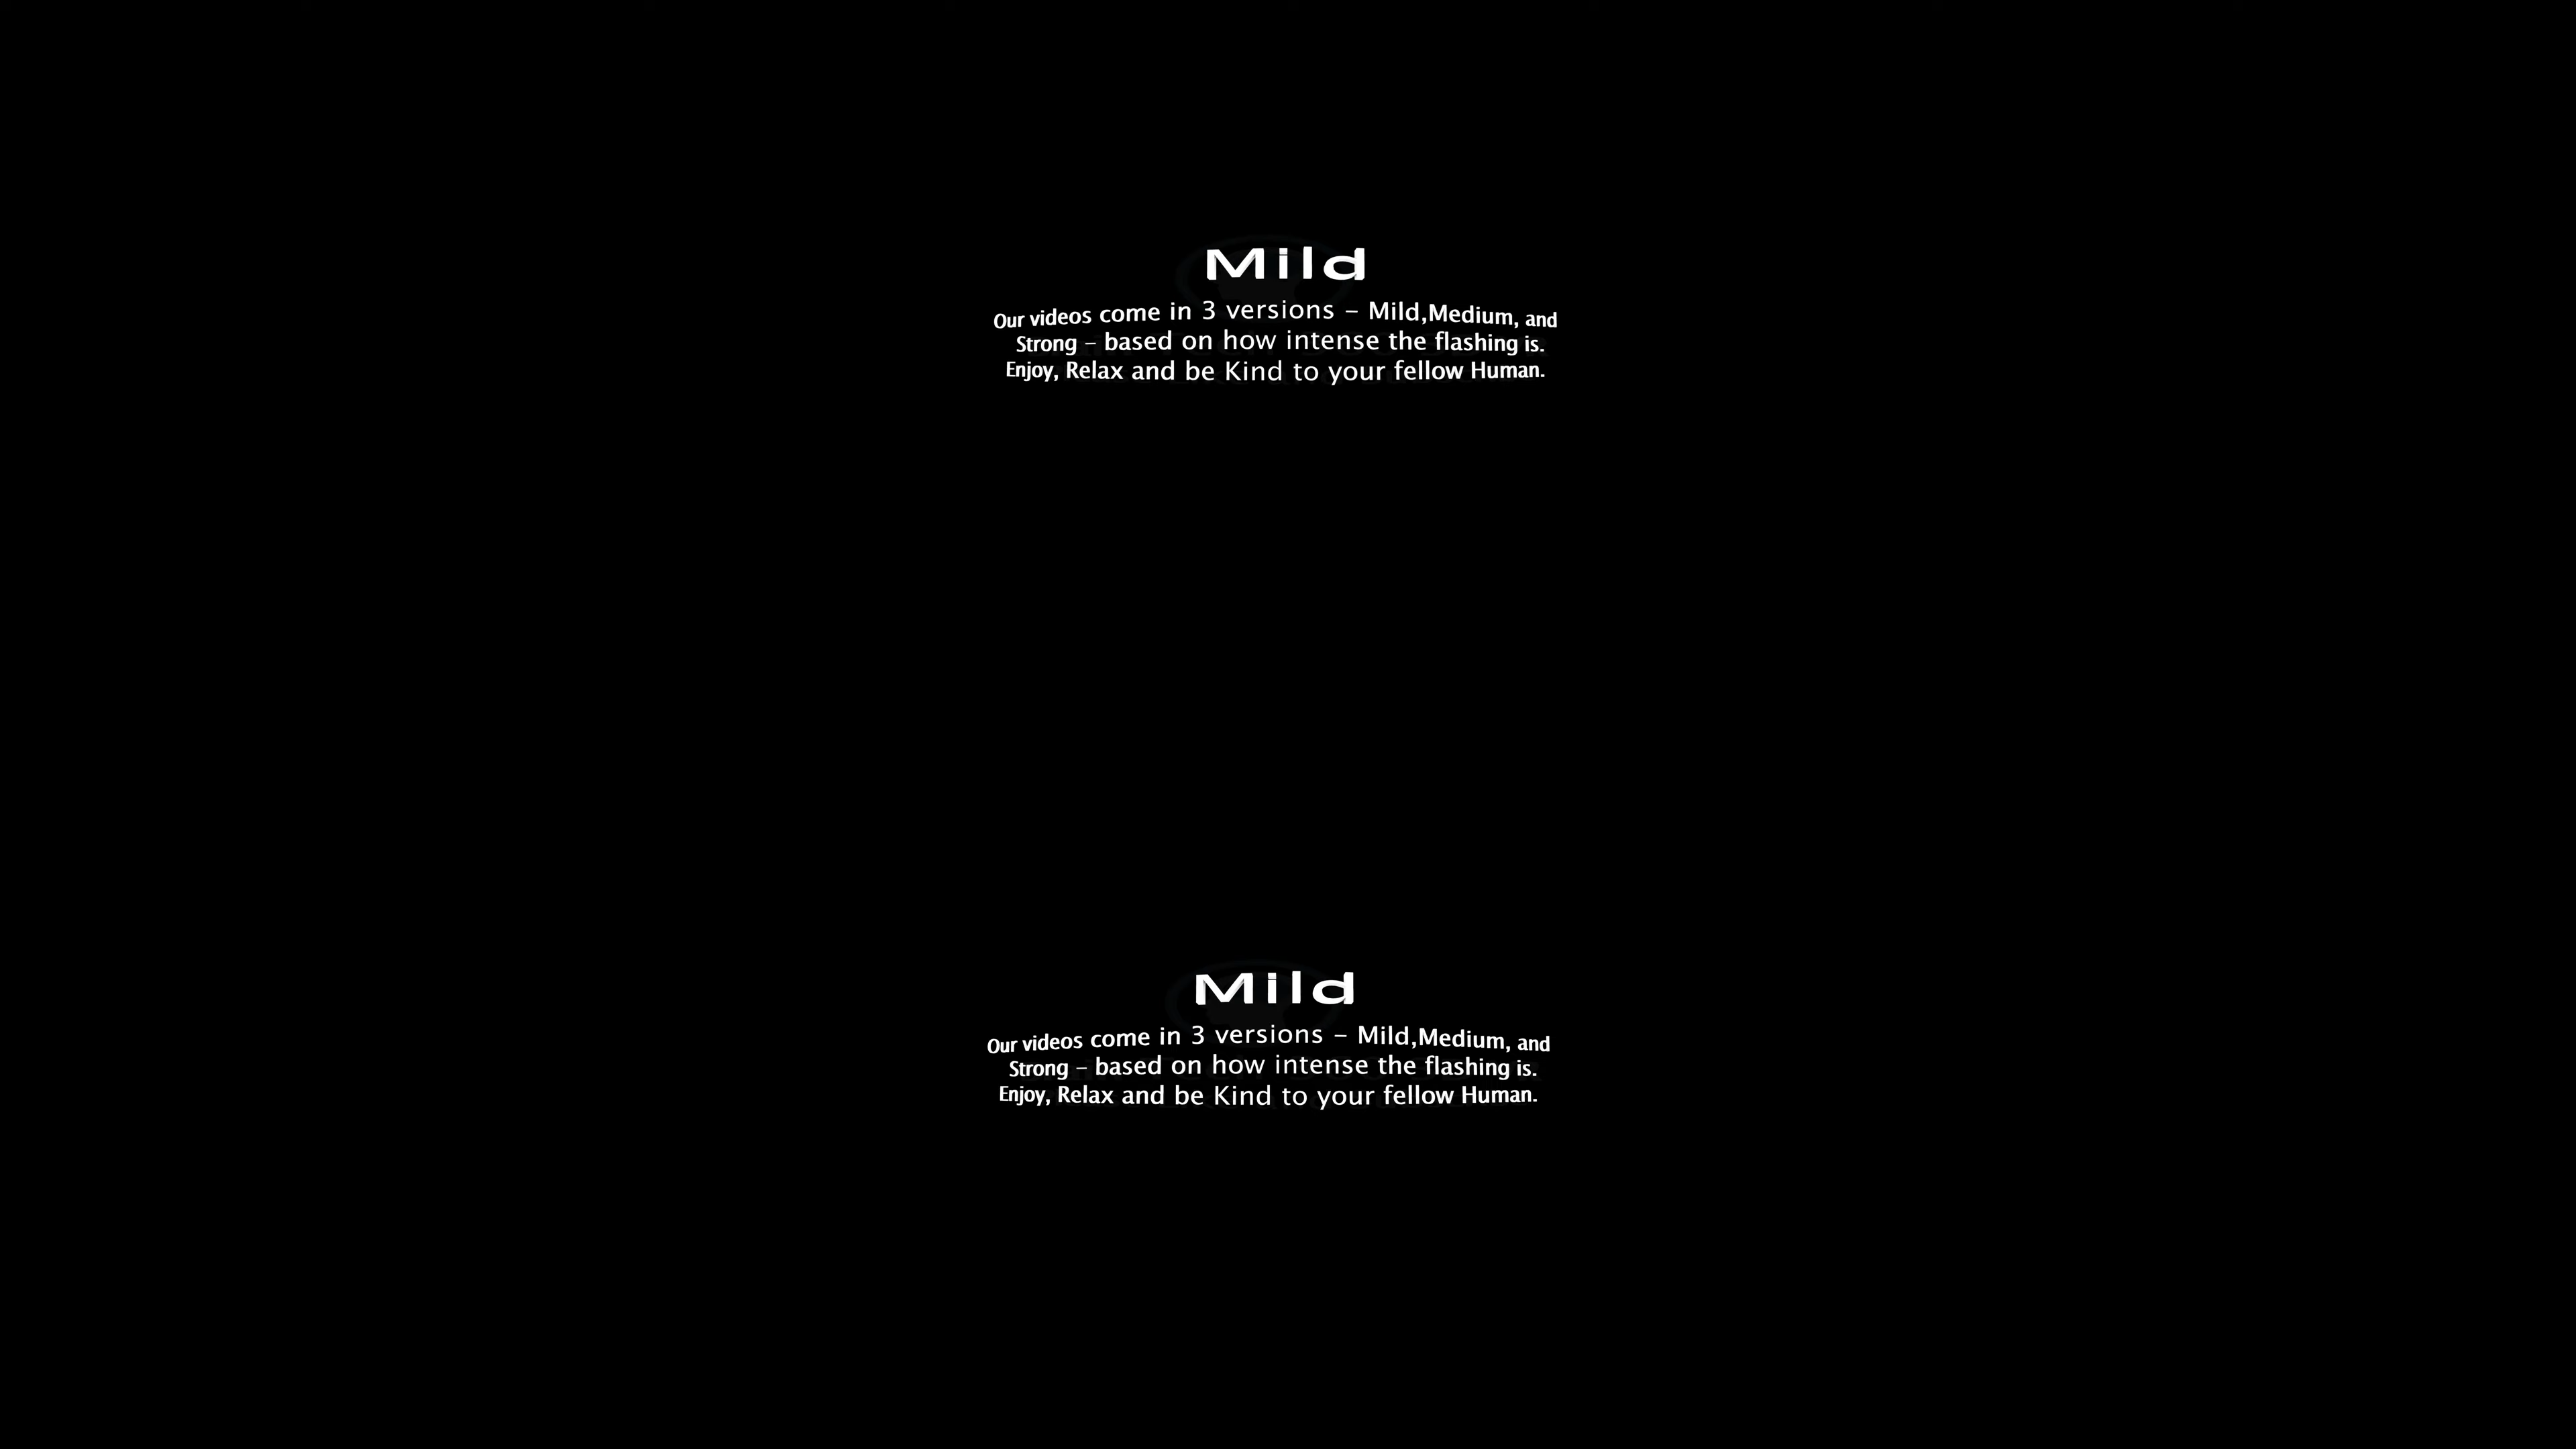 Mild
Our videos come in 3 versions – Mild,Medium, and
Strong – based on how intense the flashing is.
Enjoy, Relax and be Kind to your fellow Human.
Mild
Our videos come in 3 versions – Mild,Medium, and
Strong – based on how intense the flashing is.
Enjoy, Relax and be Kind to your fellow Human.